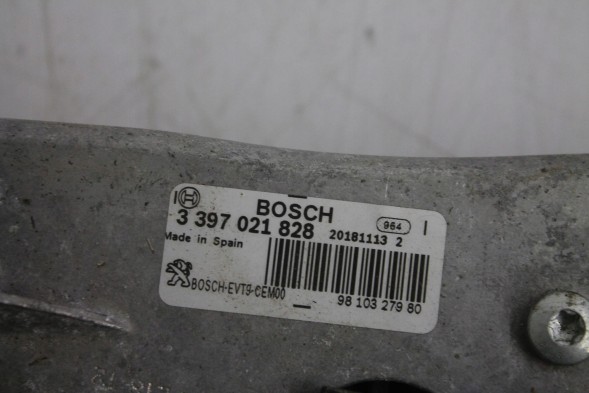 BOSCH
3 397 021 828 20181113 2 964
Made in Spain
BOSCH-EVT9-CEM00
98 103 279 80